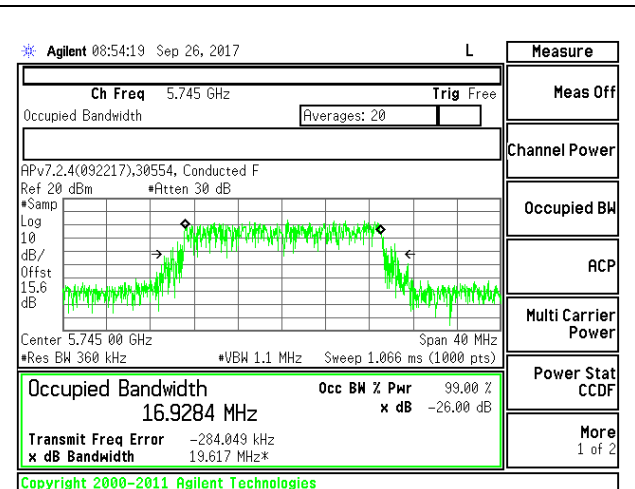 Agilent 08:54:19 Sep 26, 2017 L
Measure
Ch Freq 5.745 GHz Trig Free
Meas Off
Occupied Bandwidth Averages: 20
Channel Power
APv7.2.4(092217),30554, Conducted F
Ref 20 dBm #Atten 30 dB
#Samp
Log
10
dB/
Offst
15.6
dB
Occupied BW
ACP
Multi Carrier
Power
Center 5.745 00 GHz Span 40 MHz
#Res BW 360 kHz #VBW 1.1 MHz Sweep 1.066 ms (1000 pts)
Power Stat
CCDF
Occupied Bandwidth Occ BW % Pwr 99.00 %
16.9284 MHz x dB -26.00 dB
Transmit Freq Error -284.049 kHz
x dB Bandwidth 19.617 MHz*
More
1 of 2
Copyright 2000-2011 Agilent Technologies